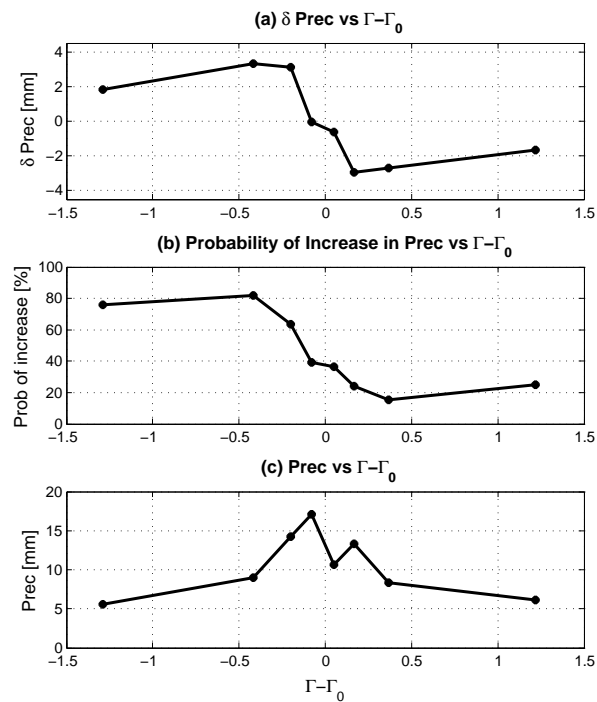 (a) δ Prec vs Γ−Γ0
δ Prec [mm]
4
2
0
−2
−4
−1.5 −1 −0.5 0 0.5 1 1.5
(b) Probability of Increase in Prec vs Γ−Γ0
Prob of increase [%]
100
80
60
40
20
0
−1.5 −1 −0.5 0 0.5 1 1.5
(c) Prec vs Γ−Γ0
Prec [mm]
20
15
10
5
0
−1.5 −1 −0.5 0 0.5 1 1.5
Γ−Γ0